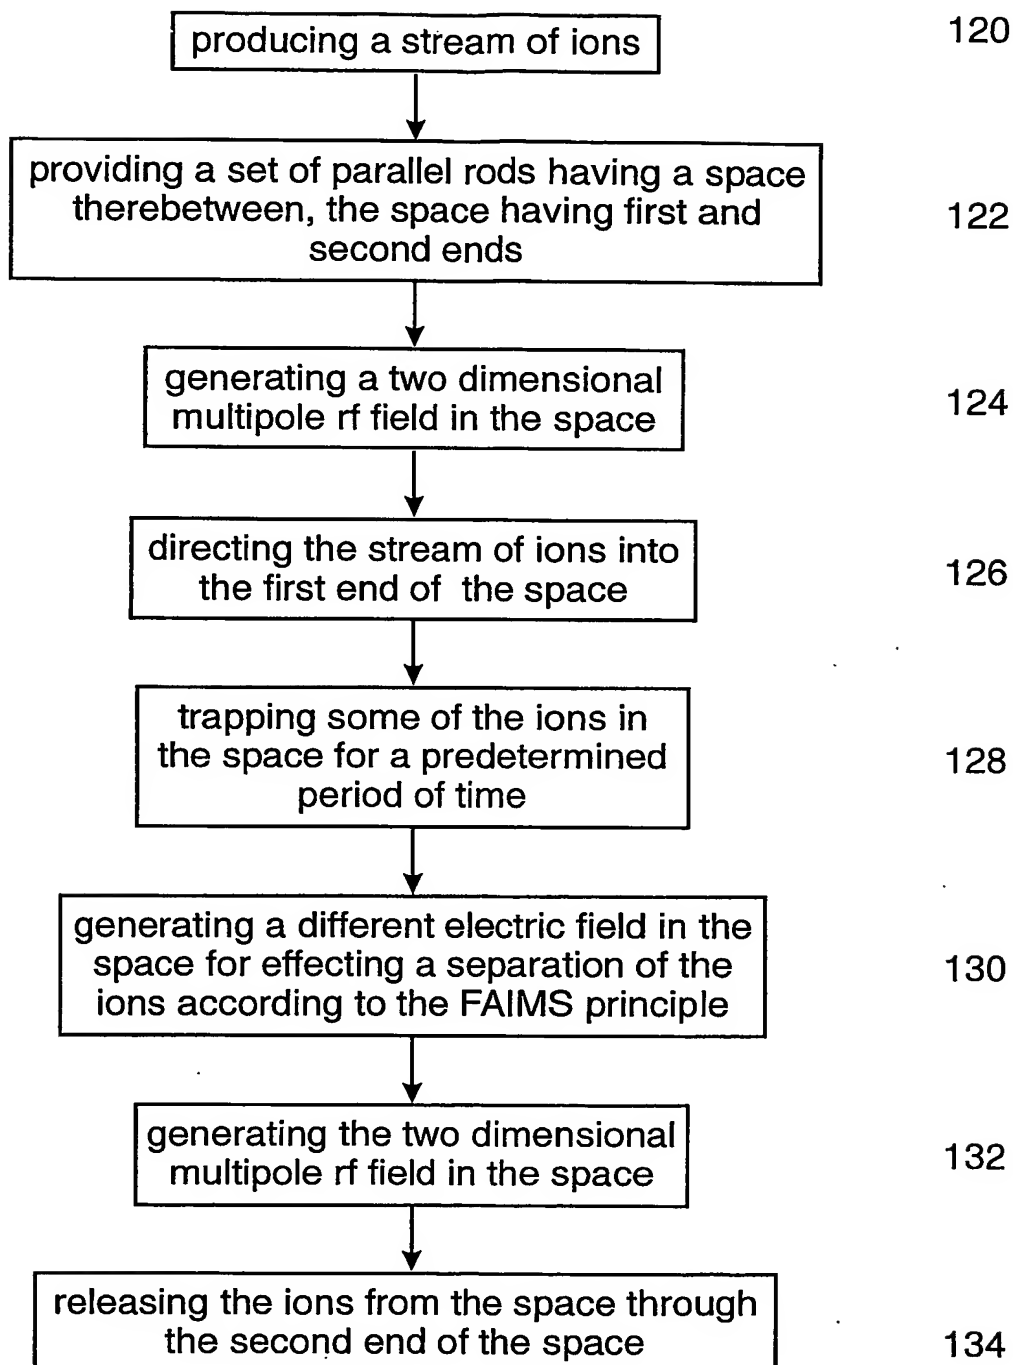 producing a stream of ions
120
providing a set of parallel rods having a space
therebetween, the space having first and
second ends
122
generating a two dimensional
multipole rf field in the space
124
directing the stream of ions into
the first end of the space
126
trapping some of the ions in
the space for a predetermined
period of time
128
generating a different electric field in the
space for effecting a separation of the
ions according to the FAIMS principle
130
generating the two dimensional
multipole rf field in the space
132
releasing the ions from the space through
the second end of the space
134